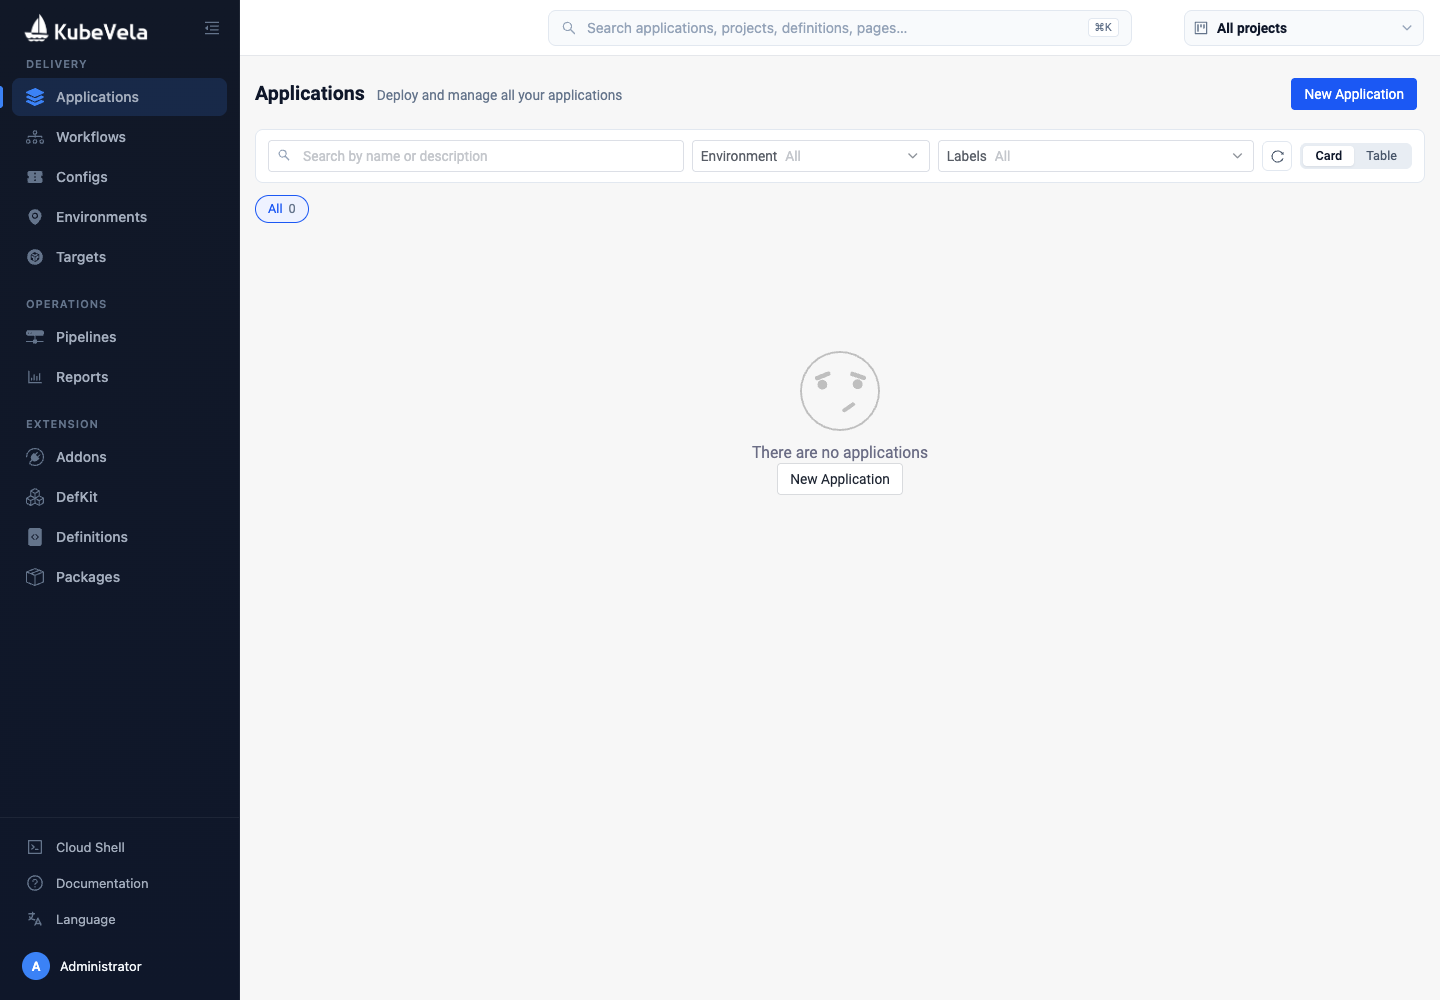 KubeVela
DELIVERY
Applications
Workflows
Configs
Environments
Targets
OPERATIONS
Pipelines
Reports
EXTENSION
Addons
DefKit
Definitions
Packages
Cloud Shell
Documentation
Language
A Administrator
Search applications, projects, definitions, pages... ⌘K
All projects
Applications Deploy and manage all your applications
New Application
Search by name or description
Environment All
Labels All
Card Table
All 0
There are no applications
New Application